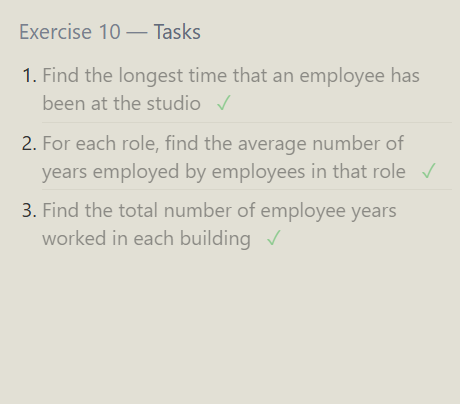 Exercise 10 — Tasks
1. Find the longest time that an employee has
been at the studio ✓
2. For each role, find the average number of
years employed by employees in that role ✓
3. Find the total number of employee years
worked in each building ✓